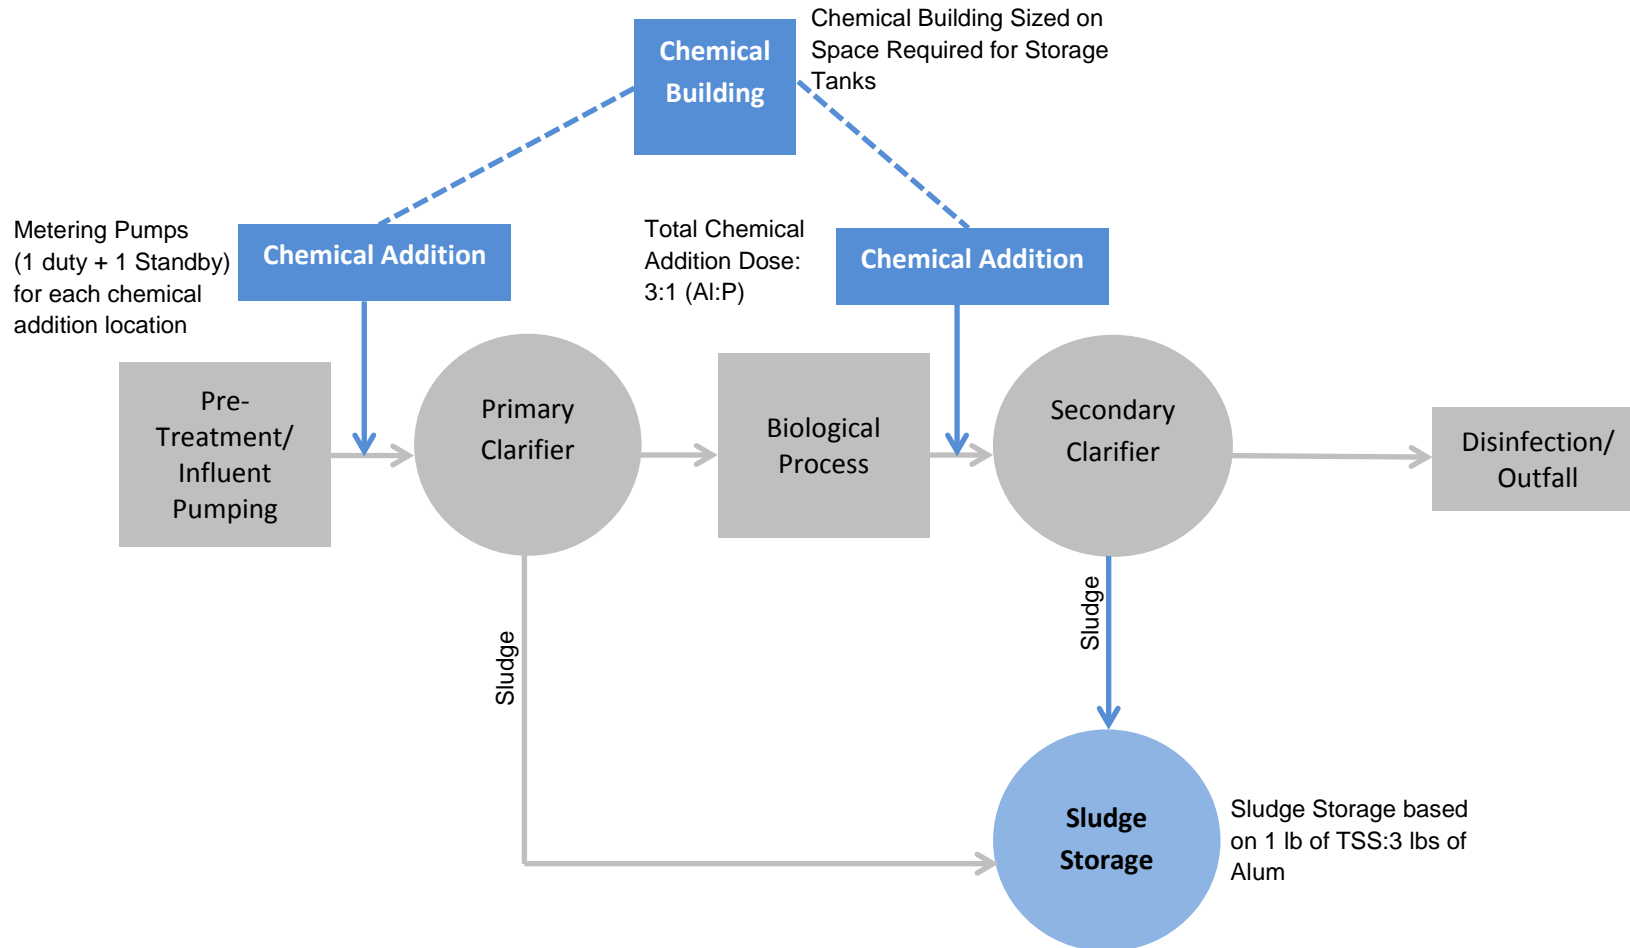 Chemical
Building
Chemical Building Sized on
Space Required for Storage
Tanks
Metering Pumps
(1 duty + 1 Standby)
for each chemical
addition location
Chemical Addition
Total Chemical
Addition Dose:
3:1 (Al:P)
Chemical Addition
Pre-
Treatment/
Influent
Pumping
Primary
Clarifier
Biological
Process
Secondary
Clarifier
Disinfection/
Outfall
Sludge
Sludge
Sludge
Storage
Sludge Storage based
on 1 lb of TSS:3 lbs of
Alum